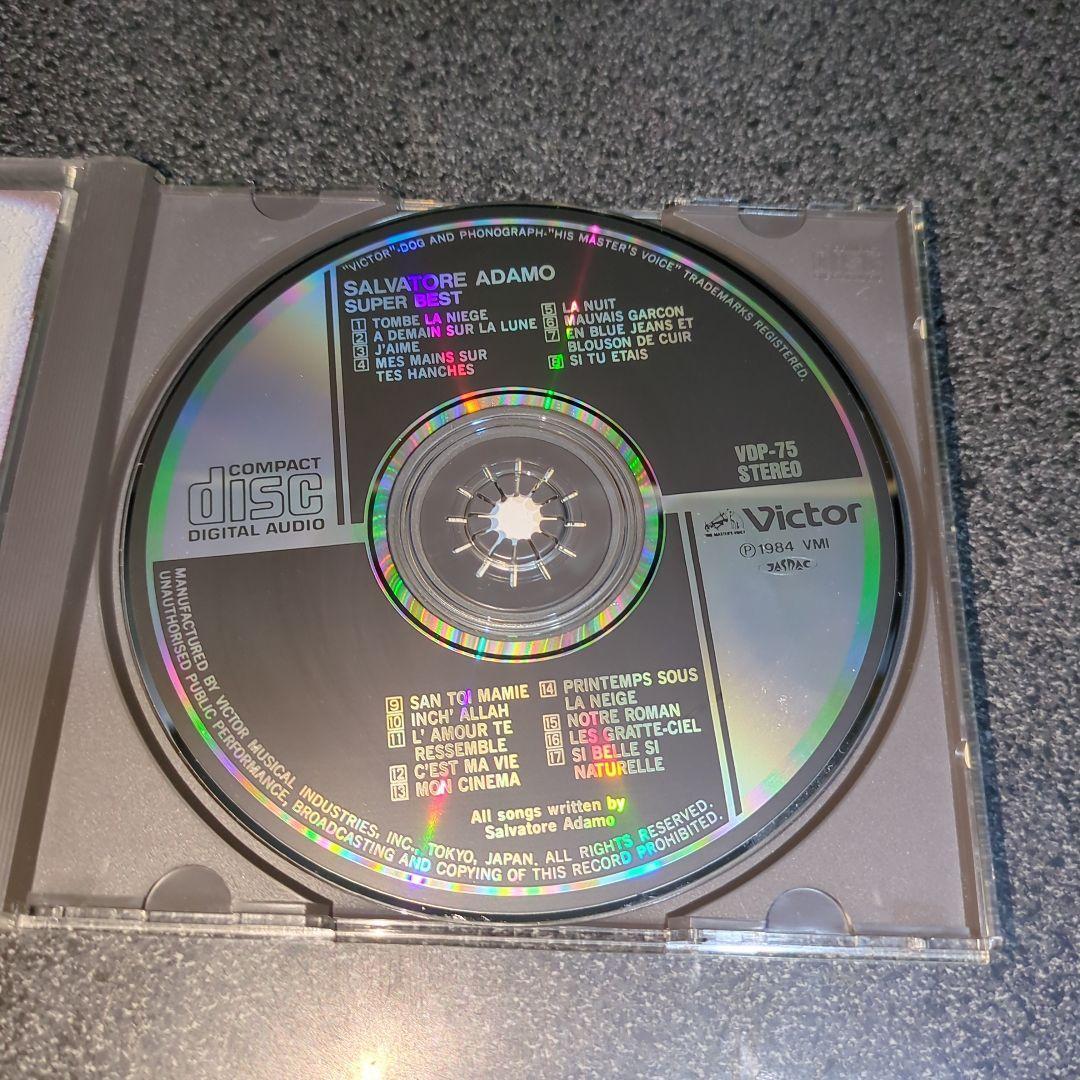 "VICTOR"-DOG AND PHONOGRAPH-"HIS MASTER'S VOICE" TRADEMARKS REGISTERED.
SALVATORE ADAMO
SUPER BEST
1 TOMBE LA NIEGE
2 A DEMAIN SUR LA LUNE
3 J'AIME
4 MES MAINS SUR
TES HANCHES
5 LA NUIT
6 MAUVAIS GARCON
7 EN BLUE JEANS ET
BLOUSON DE CUIR
8 SI TU ETAIS
COMPACT
disc
DIGITAL AUDIO
VDP-75
STEREO
Victor
HIS MASTER'S VOICE
Ⓟ1984 VMI
JASRAC
9 SAN TOI MAMIE
10 INCH' ALLAH
11 L' AMOUR TE
RESSEMBLE
12 C'EST MA VIE
13 MON CINEMA
14 PRINTEMPS SOUS
LA NEIGE
15 NOTRE ROMAN
16 LES GRATTE-CIEL
17 SI BELLE SI
NATURELLE
All songs written by
Salvatore Adamo
MANUFACTURED BY VICTOR MUSICAL INDUSTRIES, INC., TOKYO, JAPAN. ALL RIGHTS RESERVED.
UNAUTHORISED PUBLIC PERFORMANCE, BROADCASTING AND COPYING OF THIS RECORD PROHIBITED.